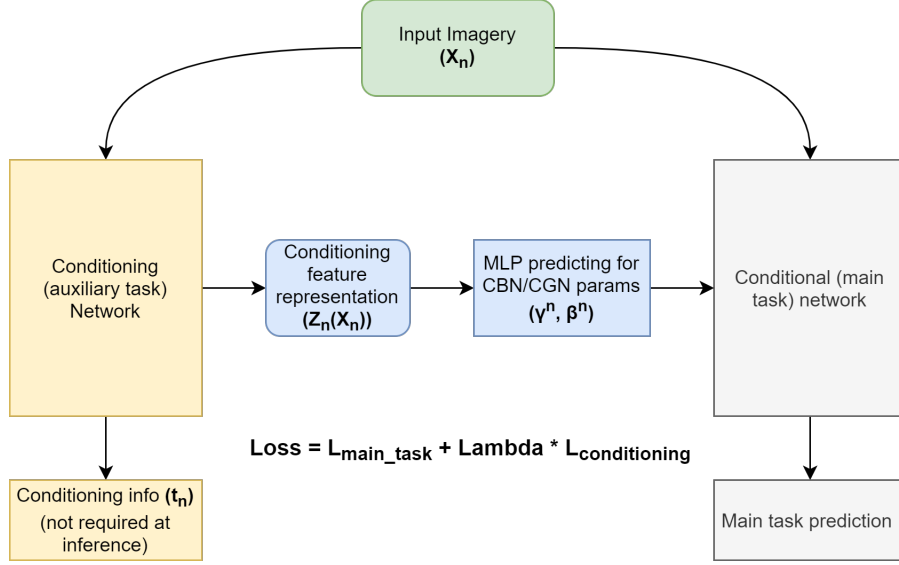 Input Imagery
(Xn)
Conditioning
(auxiliary task)
Network
Conditioning
feature
representation
(Zn(Xn))
MLP predicting for
CBN/CGN params
(γn, βn)
Conditional (main
task) network
Loss = Lmain_task + Lambda * Lconditioning
Conditioning info (tn)
(not required at
inference)
Main task prediction